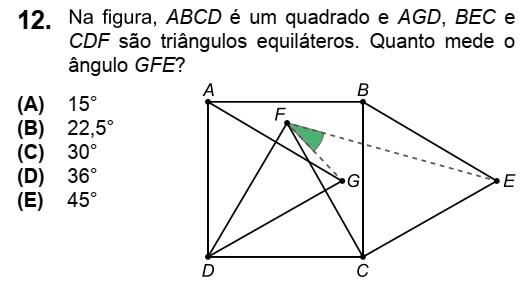 12. Na figura, ABCD é um quadrado e AGD, BEC e
CDF são triângulos equiláteros. Quanto mede o
ângulo GFE?
(A) 15°
(B) 22,5°
(C) 30°
(D) 36°
(E) 45°
A B
F
G E
D C